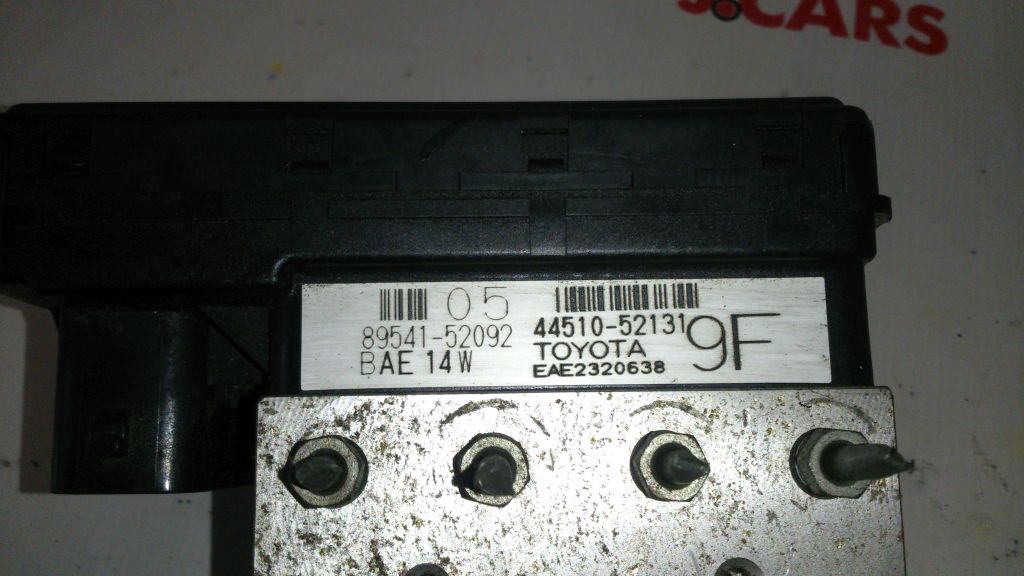 CARS
05
89541-52092
BAE 14W
44510-52131
TOYOTA
EAE2320638
9F